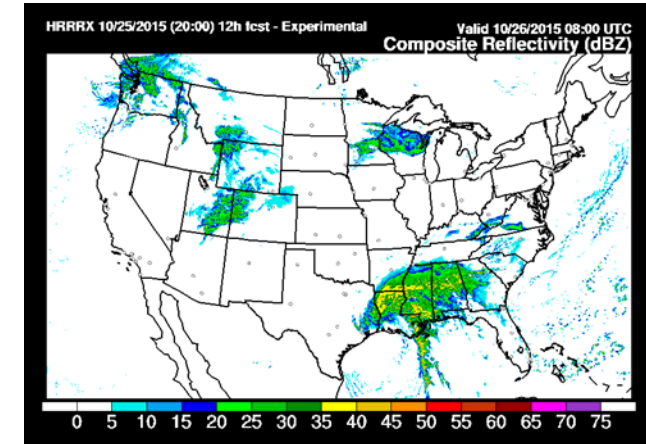 HRRRX 10/25/2015 (20:00) 12h fcst - Experimental
Valid 10/26/2015 08:00 UTC
Composite Reflectivity (dBZ)
0 5 10 15 20 25 30 35 40 45 50 55 60 65 70 75